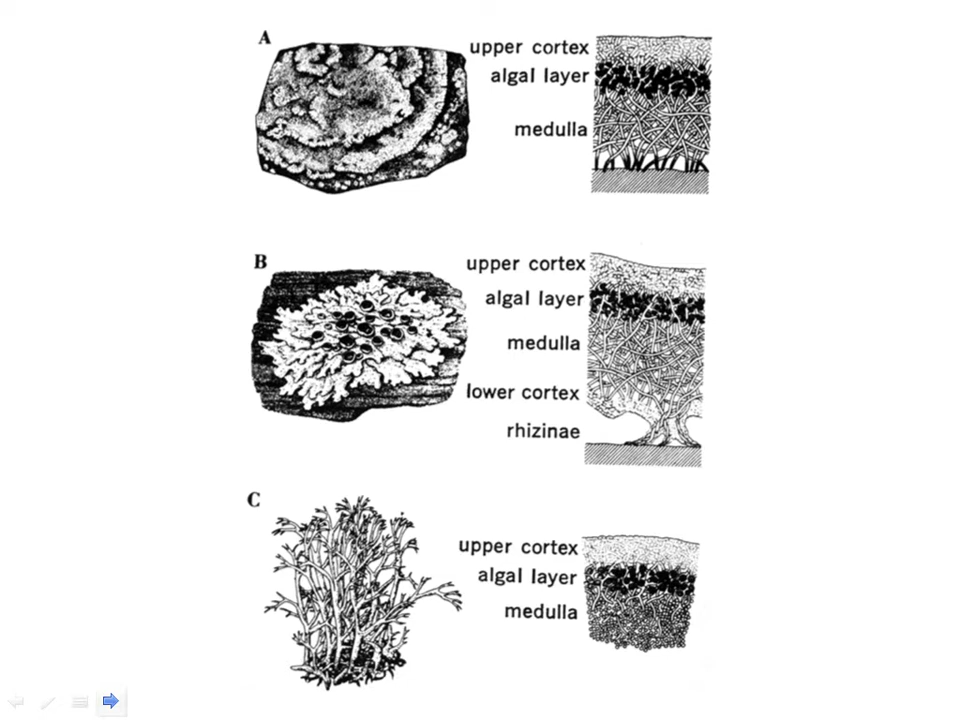 A
upper cortex
algal layer
medulla
B
upper cortex
algal layer
medulla
lower cortex
rhizinae
C
upper cortex
algal layer
medulla